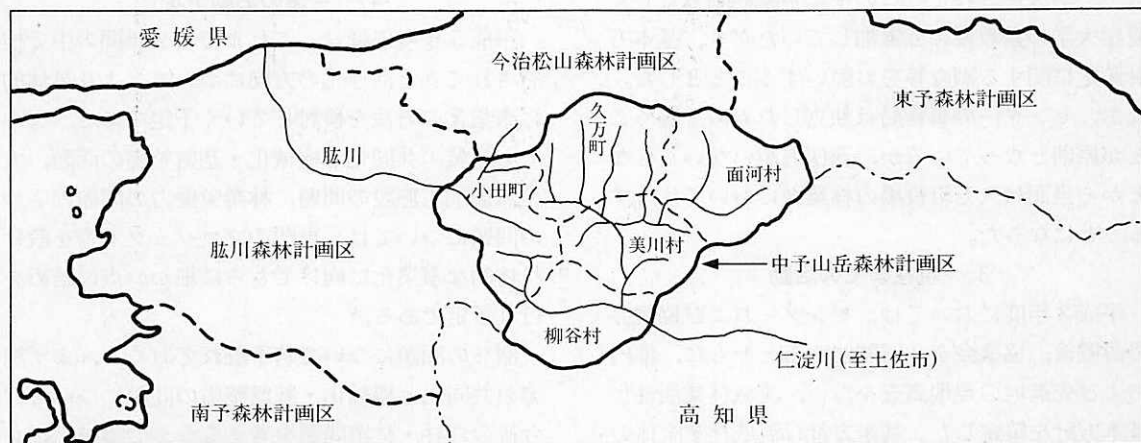 愛媛県
今治松山森林計画区
東予森林計画区
久万町
面河村
肱川
小田町
美川村
肱川森林計画区
中予山岳森林計画区
柳谷村
仁淀川(至土佐市)
南予森林計画区
高知県